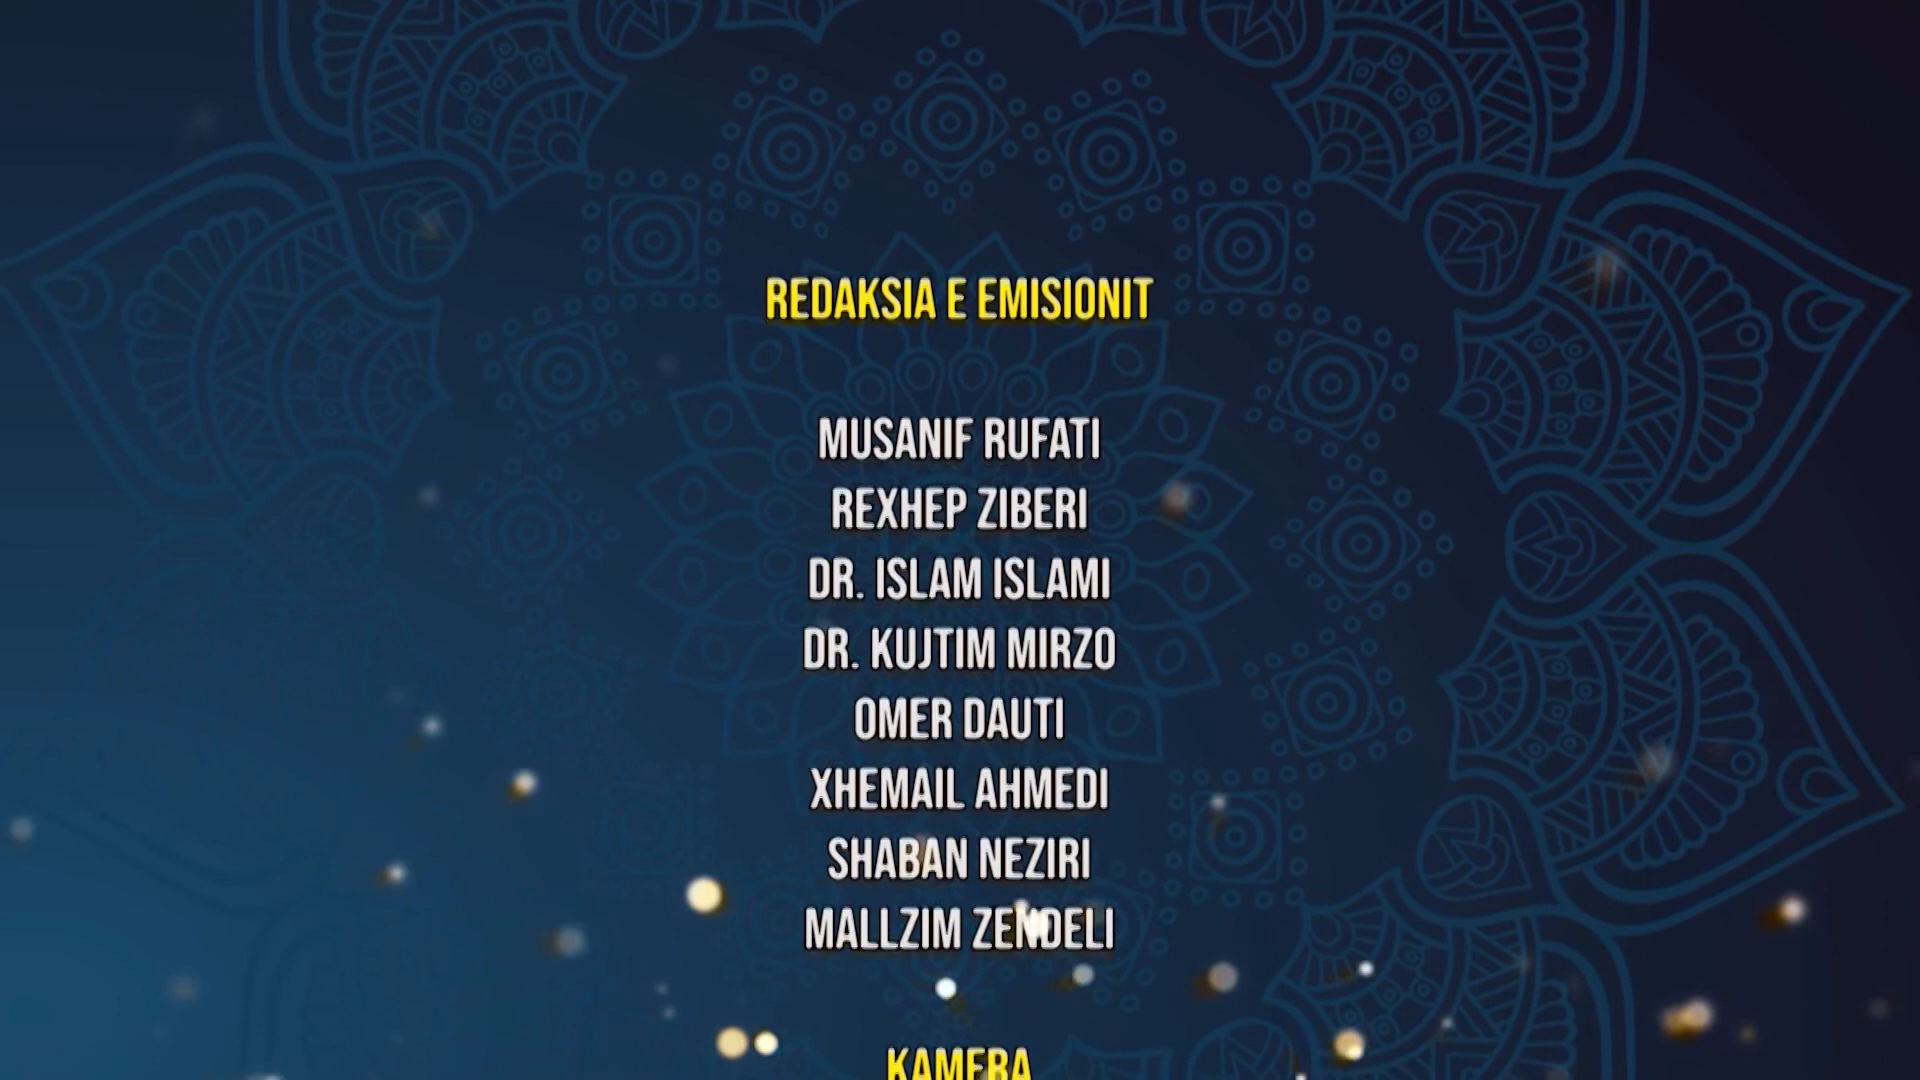 REDAKSIA E EMISIONIT
MUSANIF RUFATI
REXHEP ZIBERI
DR. ISLAM ISLAMI
DR. KUJTIM MIRZO
OMER DAUTI
XHEMAIL AHMEDI
SHABAN NEZIRI
MALLZIM ZENDELI
KAMERA